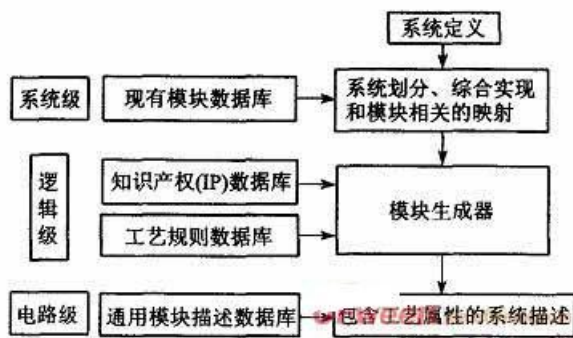 系统定义
系统级
现有模块数据库
系统划分、综合实现
和模块相关的映射
逻辑级
知识产权(IP)数据库
工艺规则数据库
模块生成器
电路级
通用模块描述数据库
包含工艺属性的系统描述